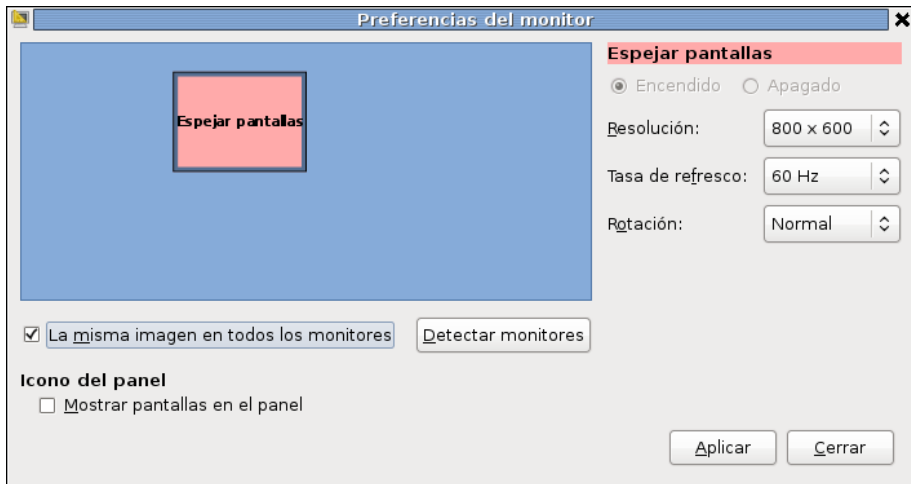 Preferencias del monitor
Espejar pantallas
Espejar pantallas
Encendido Apagado
Resolución: 800 x 600
Tasa de refresco: 60 Hz
Rotación: Normal
La misma imagen en todos los monitores
Detectar monitores
Icono del panel
Mostrar pantallas en el panel
Aplicar Cerrar